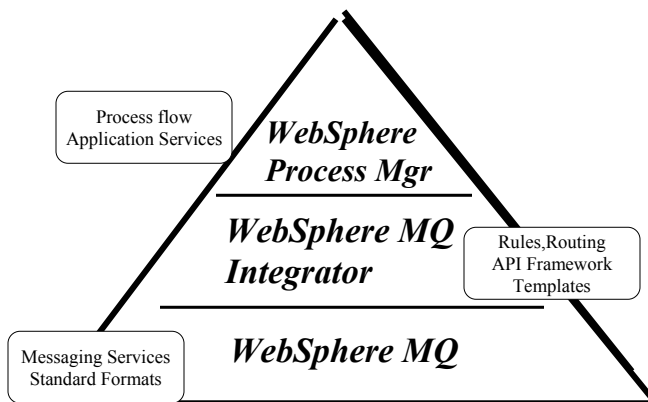 Process flow
Application Services
WebSphere
Process Mgr
WebSphere MQ
Integrator
Rules,Routing
API Framework
Templates
Messaging Services
Standard Formats
WebSphere MQ